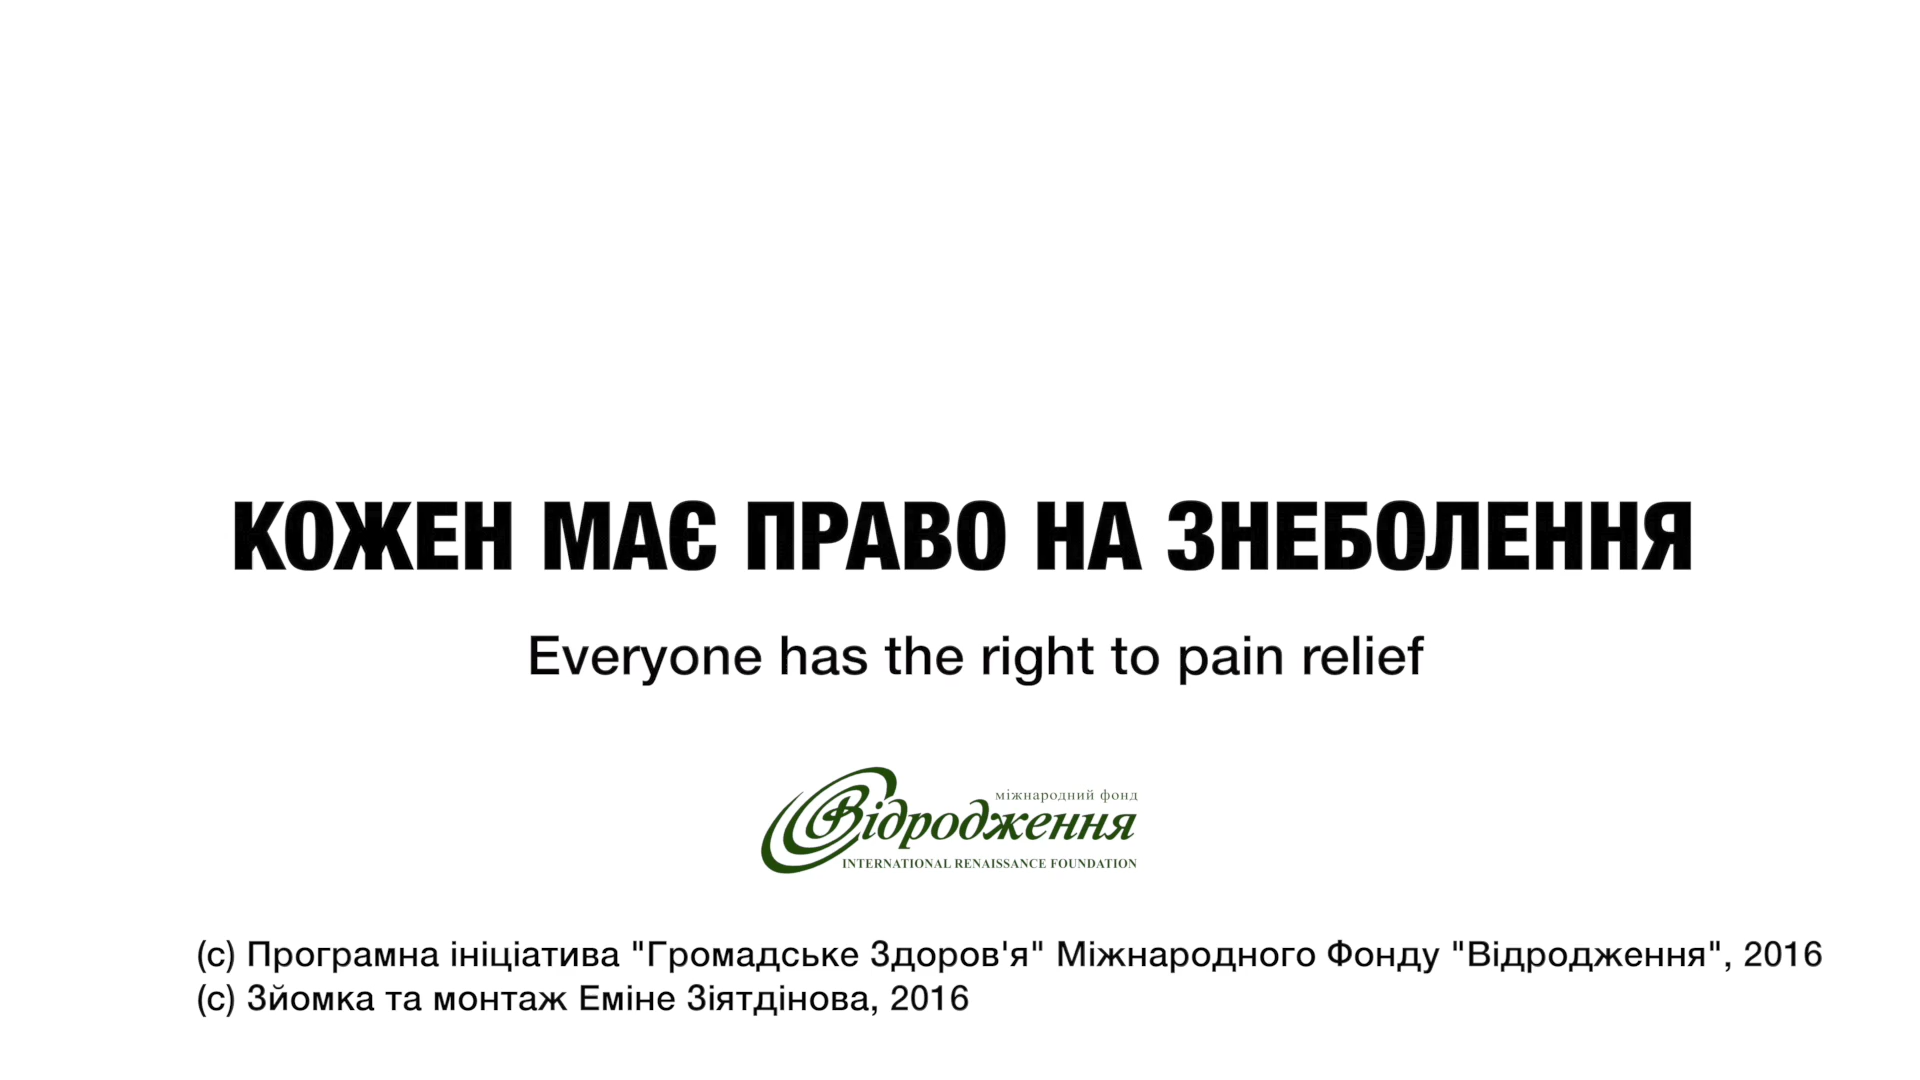 КОЖЕН МАЄ ПРАВО НА ЗНЕБОЛЕННЯ
Everyone has the right to pain relief
міжнародний фонд
Відродження
INTERNATIONAL RENAISSANCE FOUNDATION
(с) Програмна ініціатива "Громадське Здоров'я" Міжнародного Фонду "Відродження", 2016
(с) Зйомка та монтаж Еміне Зіятдінова, 2016